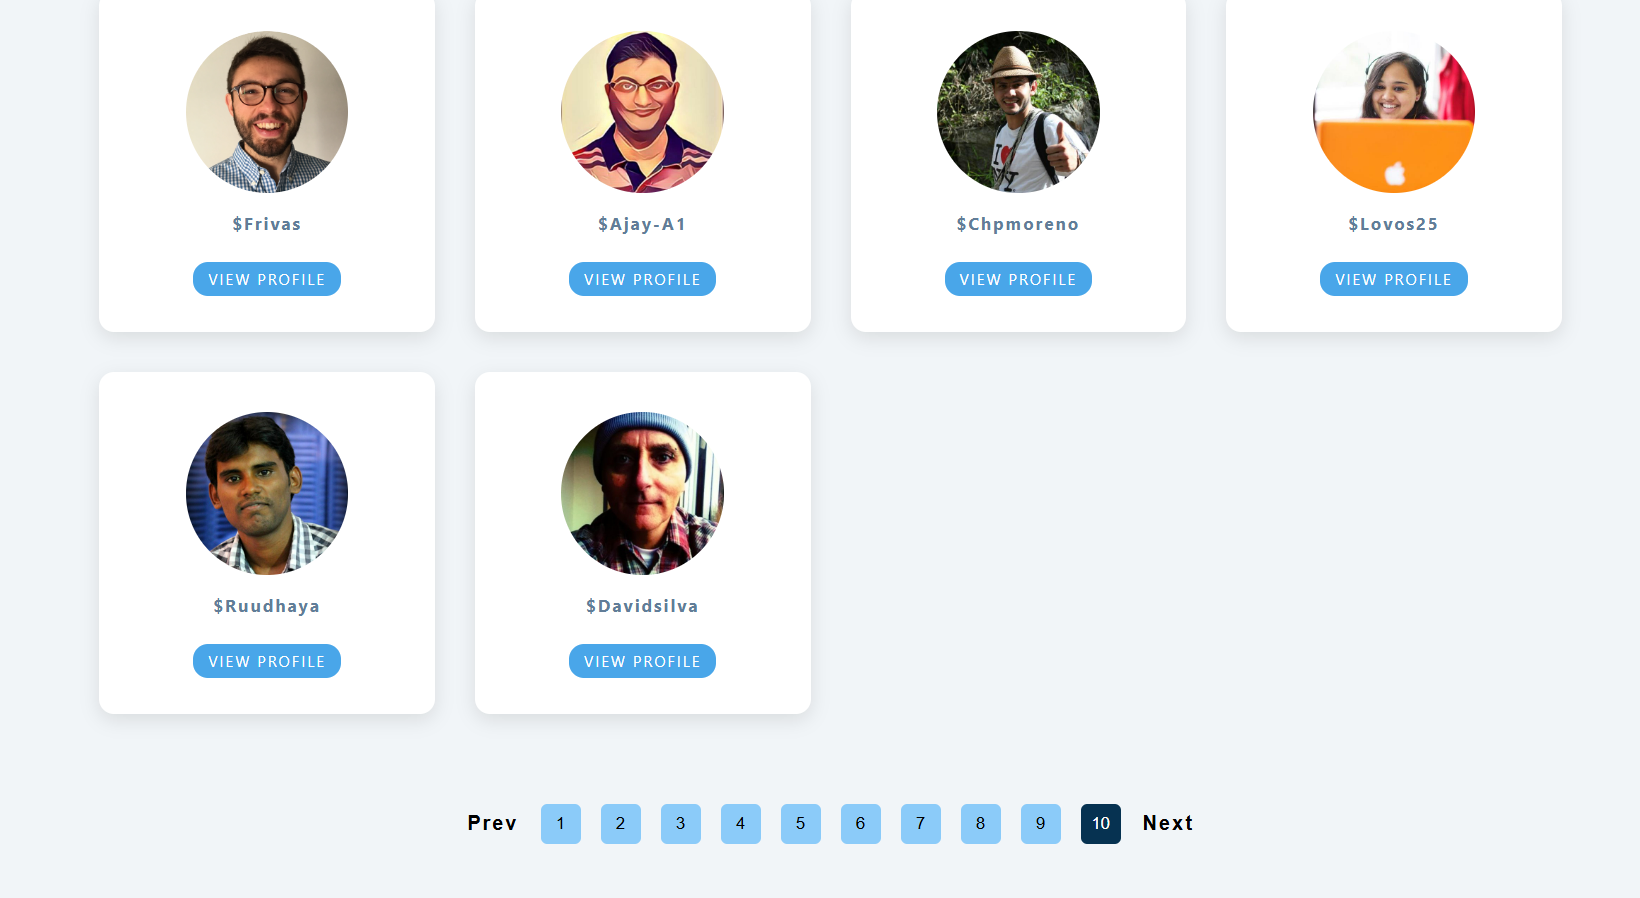 $Frivas $Ajay-A1 $Chpmoreno $Lovos25
VIEW PROFILE VIEW PROFILE VIEW PROFILE VIEW PROFILE
$Ruudhaya $Davidsilva
VIEW PROFILE VIEW PROFILE
Prev 1 2 3 4 5 6 7 8 9 10 Next